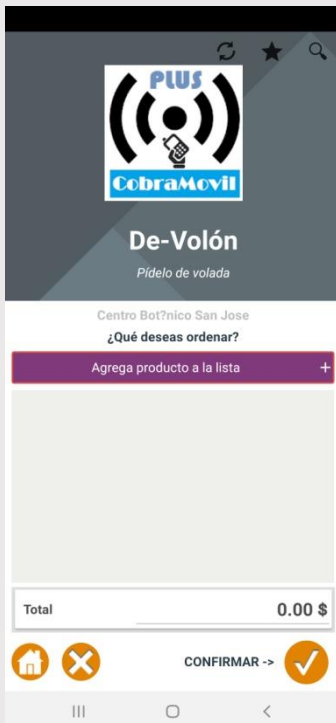 PLUS
CobraMovil
De-Volón
Pídelo de volada
Centro Bot?nico San Jose
¿Qué deseas ordenar?
Agrega producto a la lista +
Total 0.00 $
CONFIRMAR ->